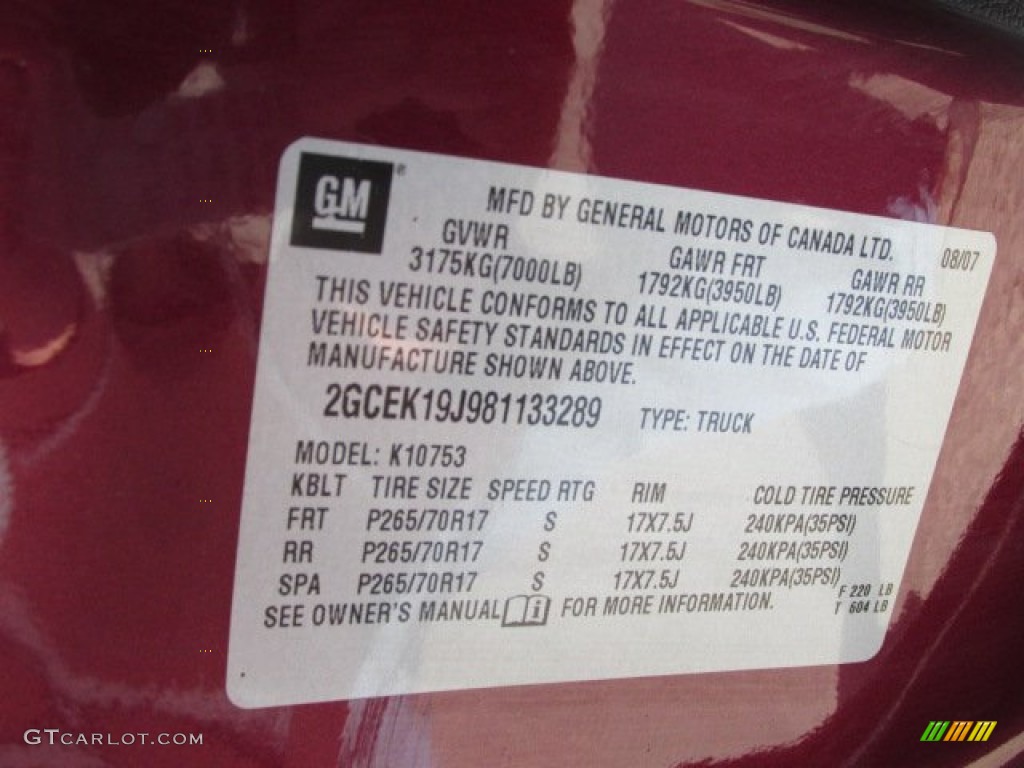 GM ®
MFD BY GENERAL MOTORS OF CANADA LTD.
08/07
GVWR GAWR FRT GAWR RR
3175KG(7000LB) 1792KG(3950LB) 1792KG(3950LB)
THIS VEHICLE CONFORMS TO ALL APPLICABLE U.S. FEDERAL MOTOR
VEHICLE SAFETY STANDARDS IN EFFECT ON THE DATE OF
MANUFACTURE SHOWN ABOVE.
2GCEK19J981133289 TYPE: TRUCK
MODEL: K10753
KBLT TIRE SIZE SPEED RTG RIM COLD TIRE PRESSURE
FRT P265/70R17 S 17X7.5J 240KPA(35PSI)
RR P265/70R17 S 17X7.5J 240KPA(35PSI)
SPA P265/70R17 S 17X7.5J 240KPA(35PSI)
F 220 LB
T 604 LB
SEE OWNER'S MANUAL i FOR MORE INFORMATION.
GTCARLOT.COM